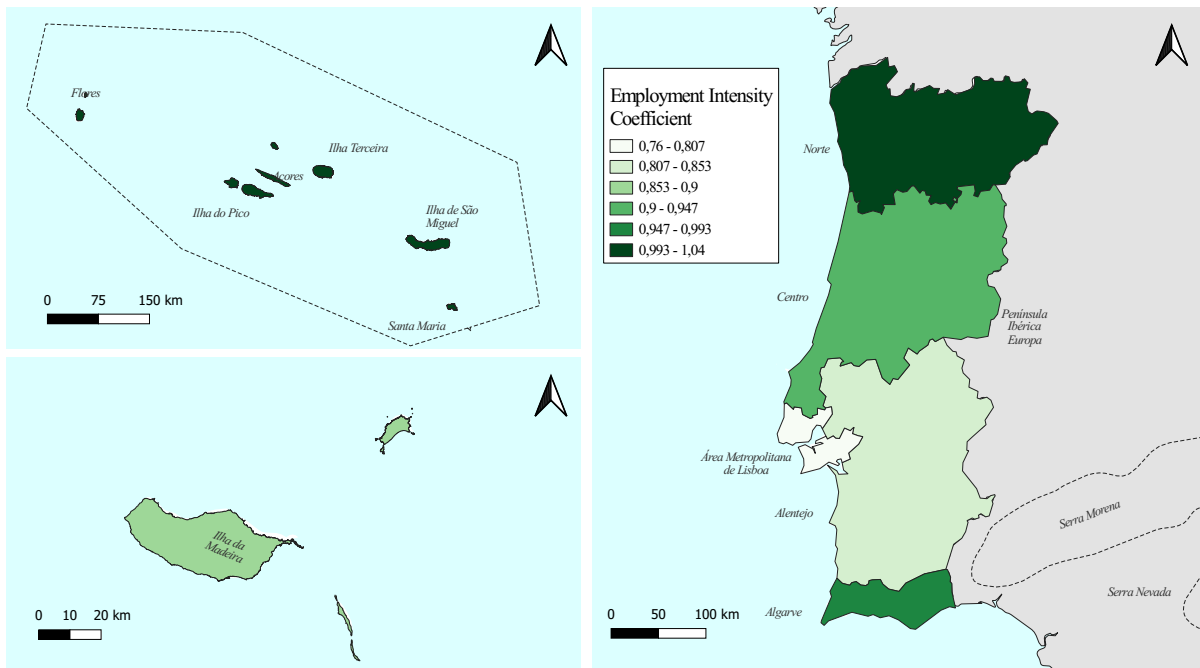 Flores
Ilha Terceira
Açores
Ilha do Pico
Ilha de São
Miguel
Santa Maria
0 75 150 km
Ilha da
Madeira
0 10 20 km
Employment Intensity
Coefficient
0,76 - 0,807
0,807 - 0,853
0,853 - 0,9
0,9 - 0,947
0,947 - 0,993
0,993 - 1,04
Norte
Centro
Península
Ibérica
Europa
Área Metropolitana
de Lisboa
Alentejo
Serra Morena
Serra Nevada
Algarve
0 50 100 km